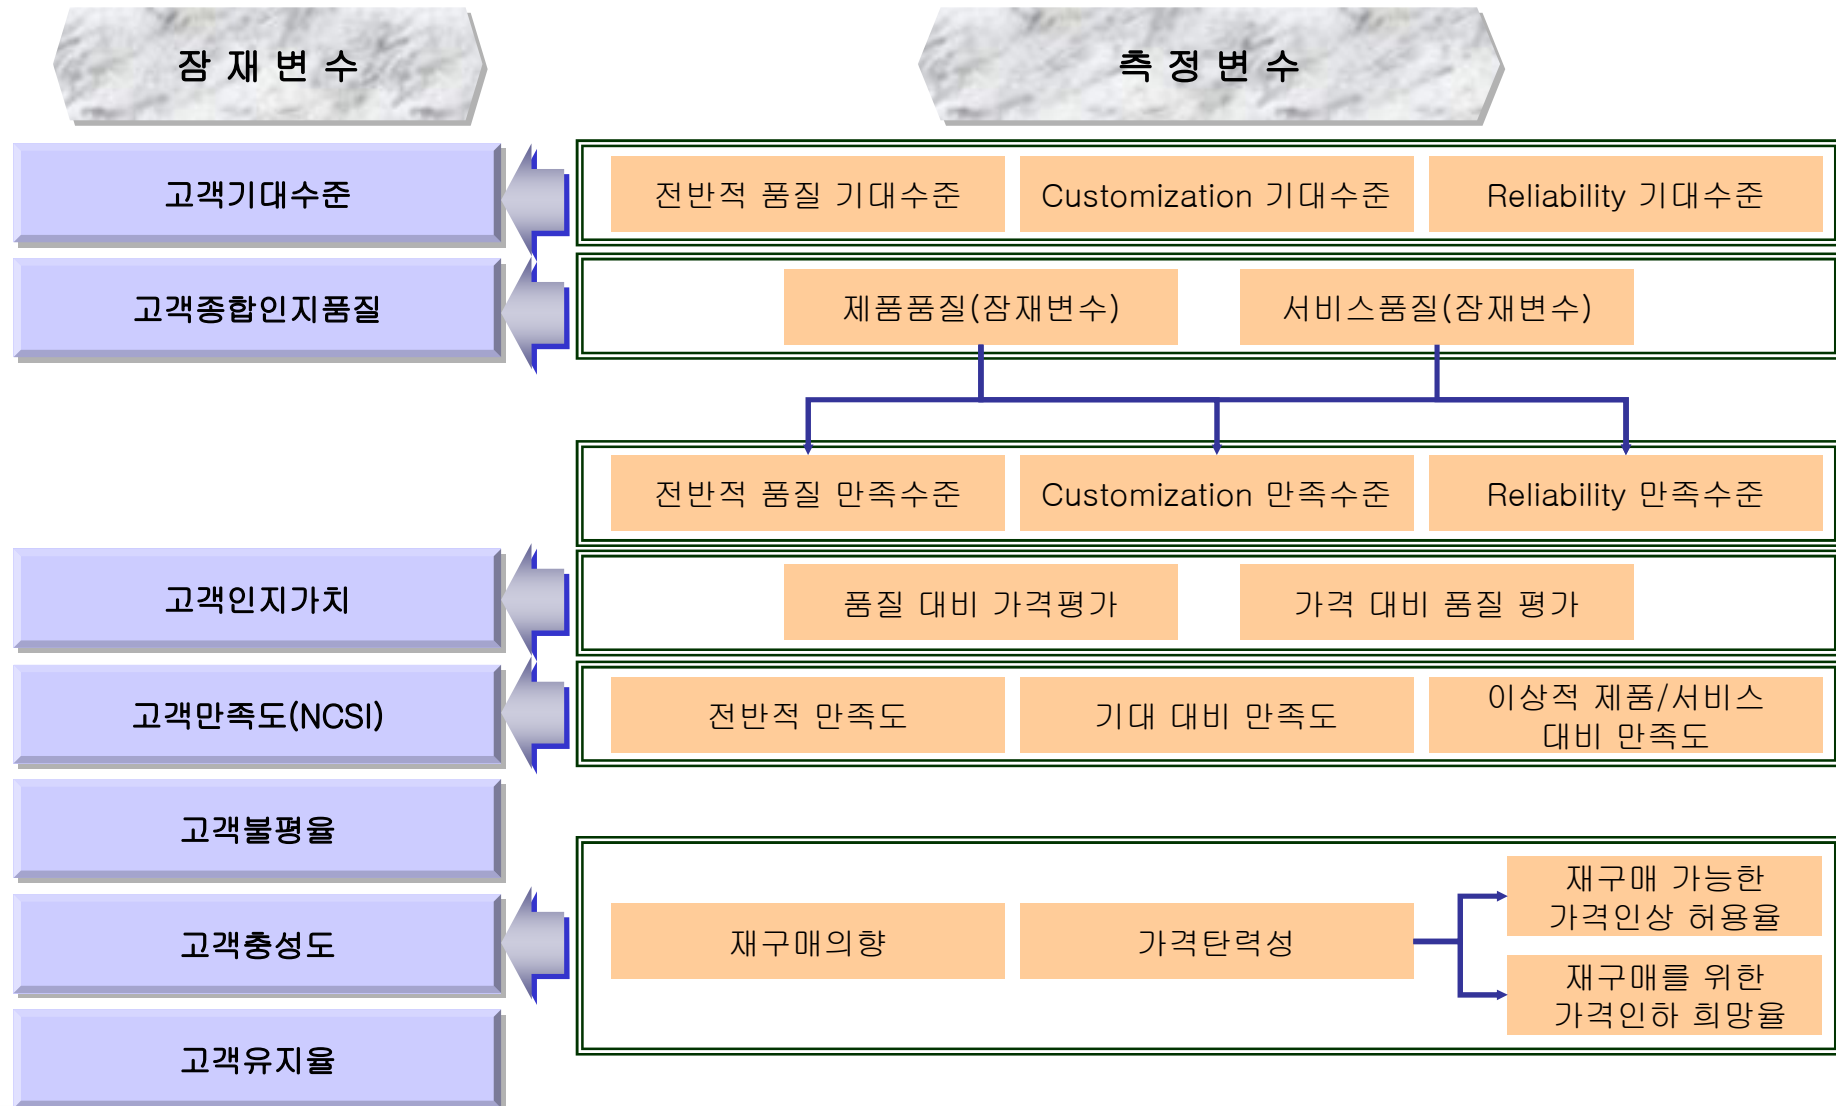 잠 재 변 수
측 정 변 수
고객기대수준
전반적 품질 기대수준
Customization 기대수준
Reliability 기대수준
고객종합인지품질
제품품질(잠재변수)
서비스품질(잠재변수)
전반적 품질 만족수준
Customization 만족수준
Reliability 만족수준
고객인지가치
품질 대비 가격평가
가격 대비 품질 평가
고객만족도(NCSI)
전반적 만족도
기대 대비 만족도
이상적 제품/서비스
대비 만족도
고객불평율
고객충성도
재구매의향
가격탄력성
재구매 가능한
가격인상 허용율
재구매를 위한
가격인하 희망율
고객유지율